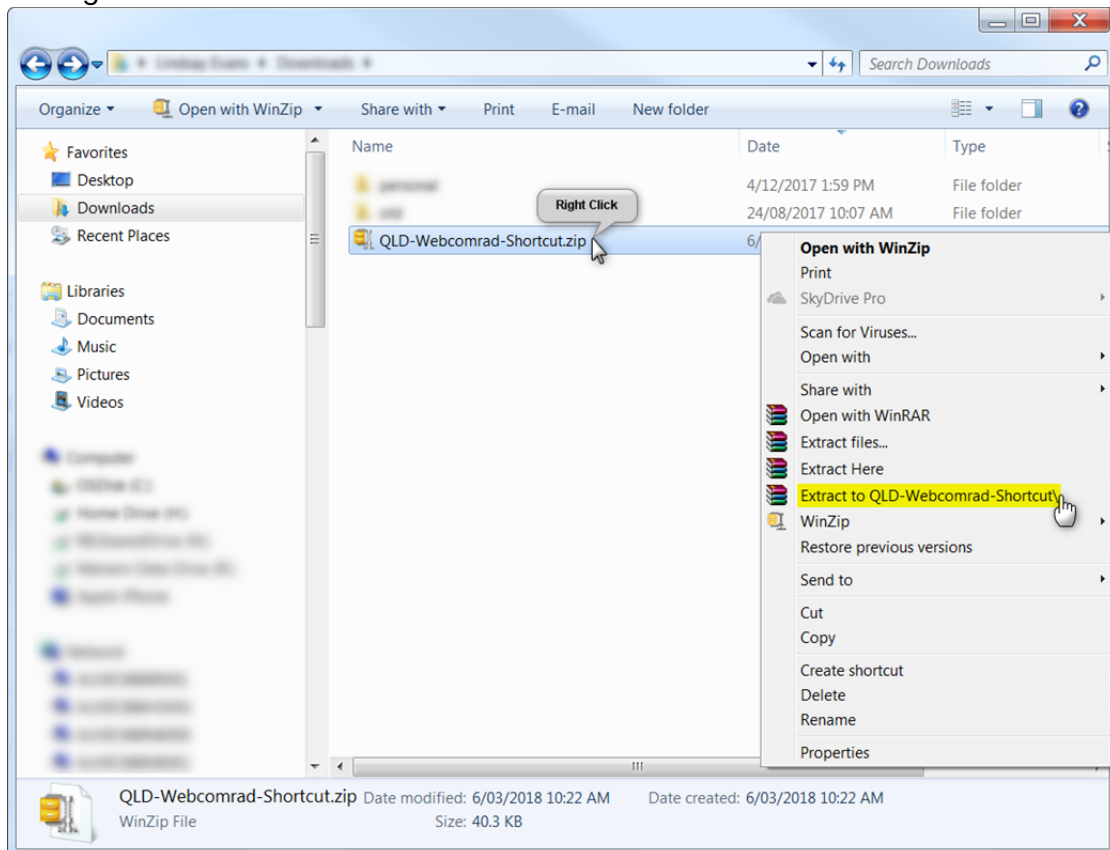 Search Downloads
Organize
Open with WinZip
Share with
Print
E-mail
New folder
Favorites
Desktop
Downloads
Recent Places
Libraries
Documents
Music
Pictures
Videos
Name
Date
Type
4/12/2017 1:59 PM
File folder
24/08/2017 10:07 AM
File folder
Right Click
QLD-Webcomrad-Shortcut.zip
6/
Open with WinZip
Print
SkyDrive Pro
Scan for Viruses...
Open with
Share with
Open with WinRAR
Extract files...
Extract Here
Extract to QLD-Webcomrad-Shortcut\
WinZip
Restore previous versions
Send to
Cut
Copy
Create shortcut
Delete
Rename
Properties
QLD-Webcomrad-Shortcut.zip Date modified: 6/03/2018 10:22 AM Date created: 6/03/2018 10:22 AM
WinZip File Size: 40.3 KB